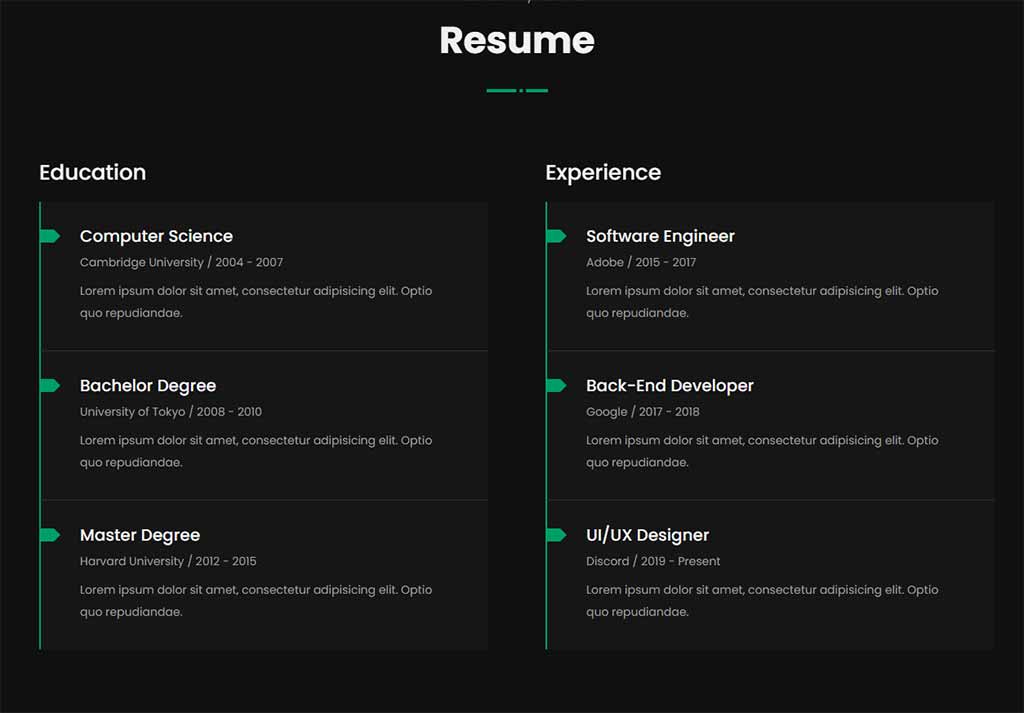 Resume
Education
Computer Science
Cambridge University / 2004 - 2007
Lorem ipsum dolor sit amet, consectetur adipisicing elit. Optio
quo repudiandae.
Bachelor Degree
University of Tokyo / 2008 - 2010
Lorem ipsum dolor sit amet, consectetur adipisicing elit. Optio
quo repudiandae.
Master Degree
Harvard University / 2012 - 2015
Lorem ipsum dolor sit amet, consectetur adipisicing elit. Optio
quo repudiandae.
Experience
Software Engineer
Adobe / 2015 - 2017
Lorem ipsum dolor sit amet, consectetur adipisicing elit. Optio
quo repudiandae.
Back-End Developer
Google / 2017 - 2018
Lorem ipsum dolor sit amet, consectetur adipisicing elit. Optio
quo repudiandae.
UI/UX Designer
Discord / 2019 - Present
Lorem ipsum dolor sit amet, consectetur adipisicing elit. Optio
quo repudiandae.